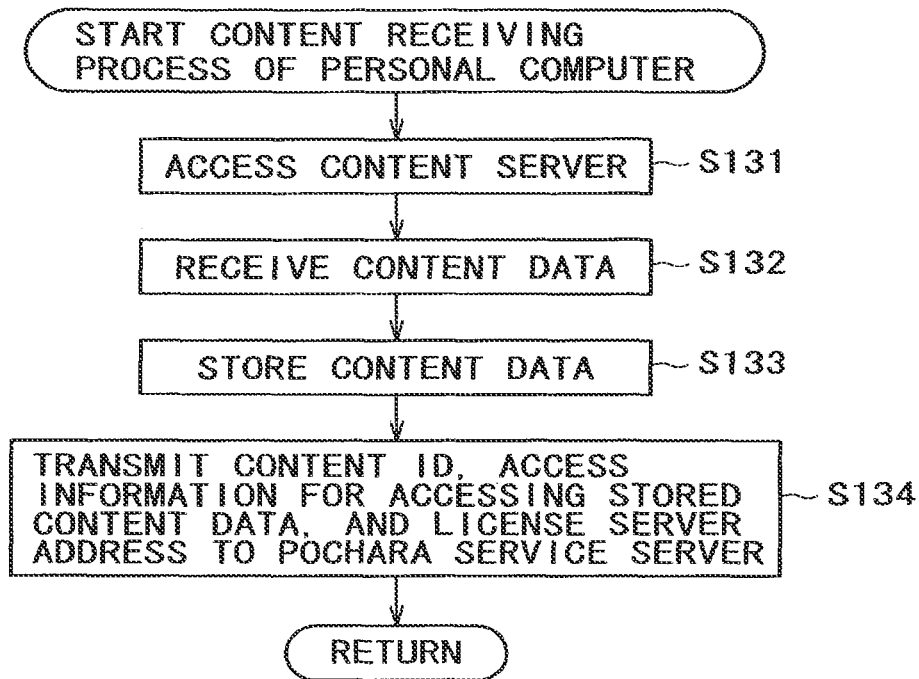 START CONTENT RECEIVING
PROCESS OF PERSONAL COMPUTER
ACCESS CONTENT SERVER
S131
RECEIVE CONTENT DATA
S132
STORE CONTENT DATA
S133
TRANSMIT CONTENT ID, ACCESS
INFORMATION FOR ACCESSING STORED
CONTENT DATA, AND LICENSE SERVER
ADDRESS TO POCHARA SERVICE SERVER
S134
RETURN